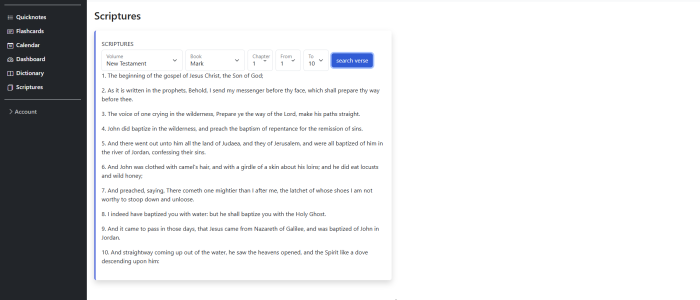 Quicknotes
Flashcards
Calendar
Dashboard
Dictionary
Scriptures
Account
Scriptures
SCRIPTURES
Volume
New Testament
Book
Mark
Chapter
1
From
1
To
10
search verse
1. The beginning of the gospel of Jesus Christ, the Son of God;
2. As it is written in the prophets, Behold, I send my messenger before thy face, which shall prepare thy way
before thee.
3. The voice of one crying in the wilderness, Prepare ye the way of the Lord, make his paths straight.
4. John did baptize in the wilderness, and preach the baptism of repentance for the remission of sins.
5. And there went out unto him all the land of Judaea, and they of Jerusalem, and were all baptized of him in
the river of Jordan, confessing their sins.
6. And John was clothed with camel's hair, and with a girdle of a skin about his loins; and he did eat locusts
and wild honey;
7. And preached, saying, There cometh one mightier than I after me, the latchet of whose shoes I am not
worthy to stoop down and unloose.
8. I indeed have baptized you with water: but he shall baptize you with the Holy Ghost.
9. And it came to pass in those days, that Jesus came from Nazareth of Galilee, and was baptized of John in
Jordan.
10. And straightway coming up out of the water, he saw the heavens opened, and the Spirit like a dove
descending upon him: